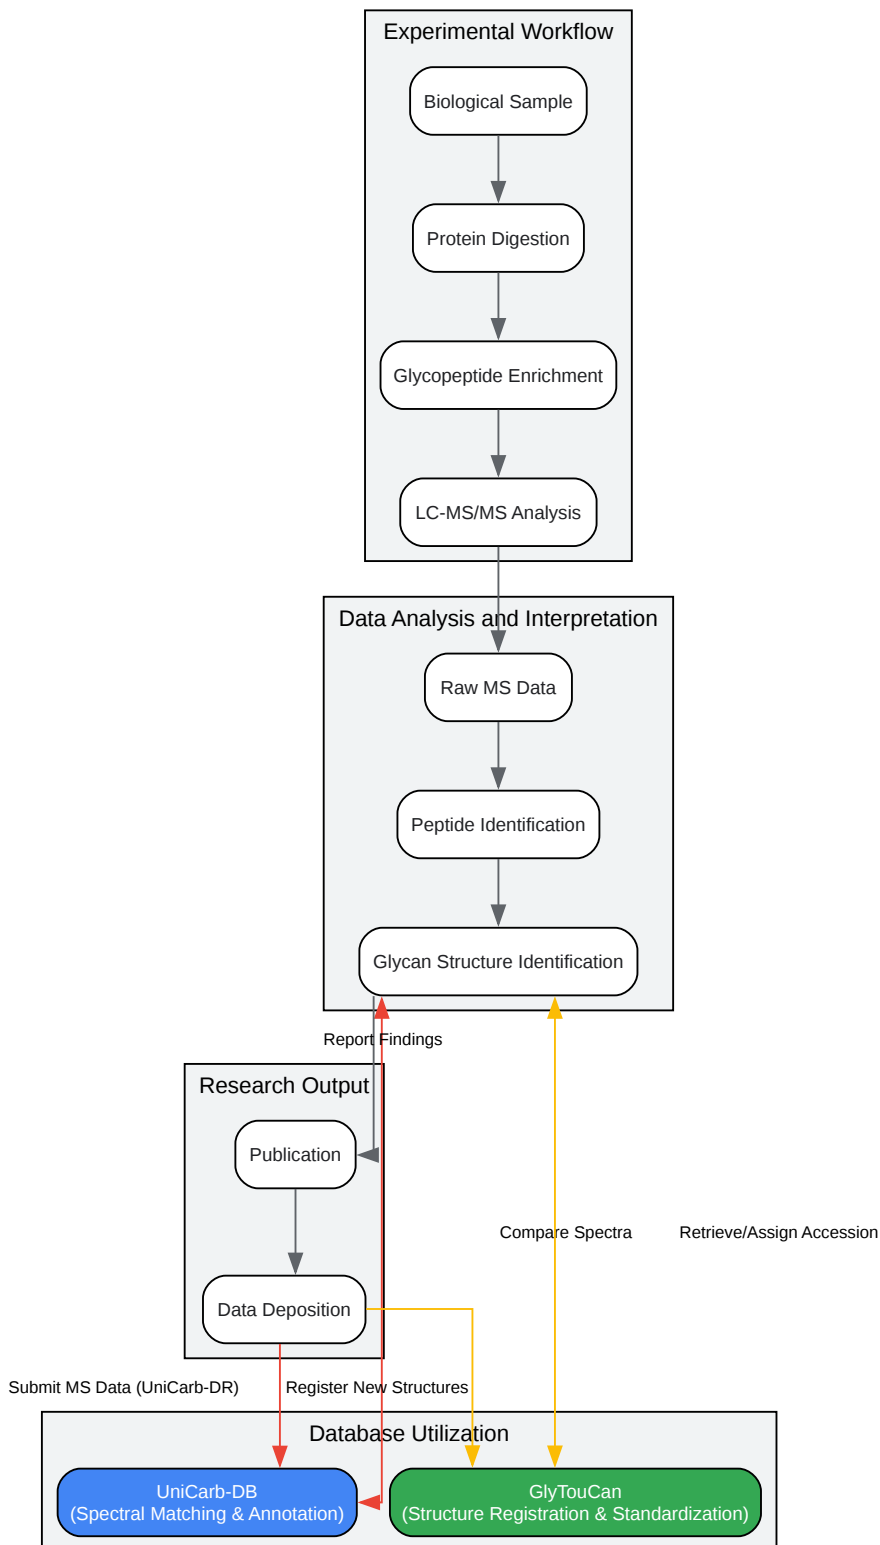 Experimental Workflow
Biological Sample
Protein Digestion
Glycopeptide Enrichment
LC-MS/MS Analysis
Data Analysis and Interpretation
Raw MS Data
Peptide Identification
Glycan Structure Identification
Report Findings
Research Output
Publication
Compare Spectra
Retrieve/Assign Accession
Data Deposition
Submit MS Data (UniCarb-DR)
Register New Structures
Database Utilization
UniCarb-DB
(Spectral Matching & Annotation)
GlyTouCan
(Structure Registration & Standardization)